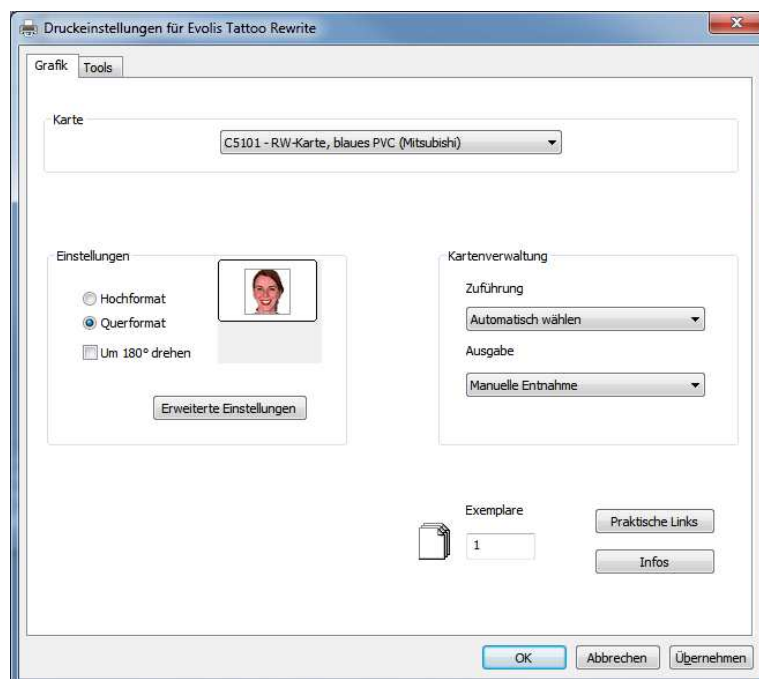 Druckeinstellungen für Evolis Tattoo Rewrite
Grafik Tools
Karte
C5101 - RW-Karte, blaues PVC (Mitsubishi)
Einstellungen
Hochformat
Querformat
Um 180° drehen
Erweiterte Einstellungen
Kartenverwaltung
Zuführung
Automatisch wählen
Ausgabe
Manuelle Entnahme
Exemplare
1
Praktische Links
Infos
OK Abbrechen Übernehmen